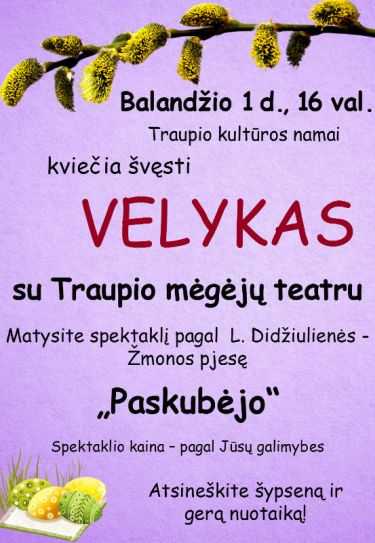 Balandžio 1 d., 16 val.
Traupio kultūros namai
kviečia švęsti
VELYKAS
su Traupio mėgėjų teatru
Matysite spektaklį pagal L. Didžiulienės -
Žmonos pjesę
„Paskubėjo“
Spektaklio kaina – pagal Jūsų galimybes
Atsineškite šypseną ir
gerą nuotaiką!